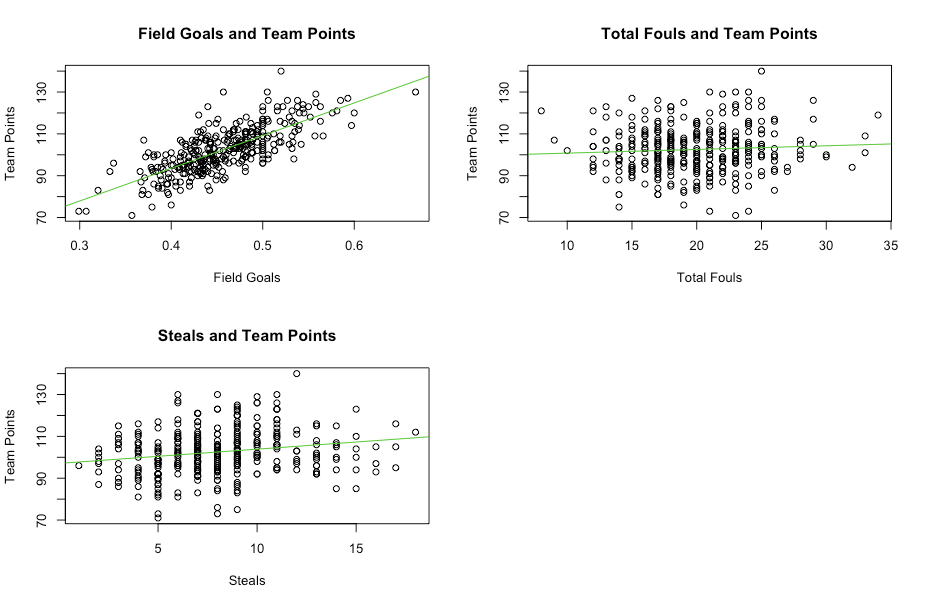 Field Goals and Team Points
Team Points
130
110
90
70
0.3 0.4 0.5 0.6
Field Goals
Total Fouls and Team Points
Team Points
130
110
90
70
10 15 20 25 30 35
Total Fouls
Steals and Team Points
Team Points
130
110
90
70
5 10 15
Steals